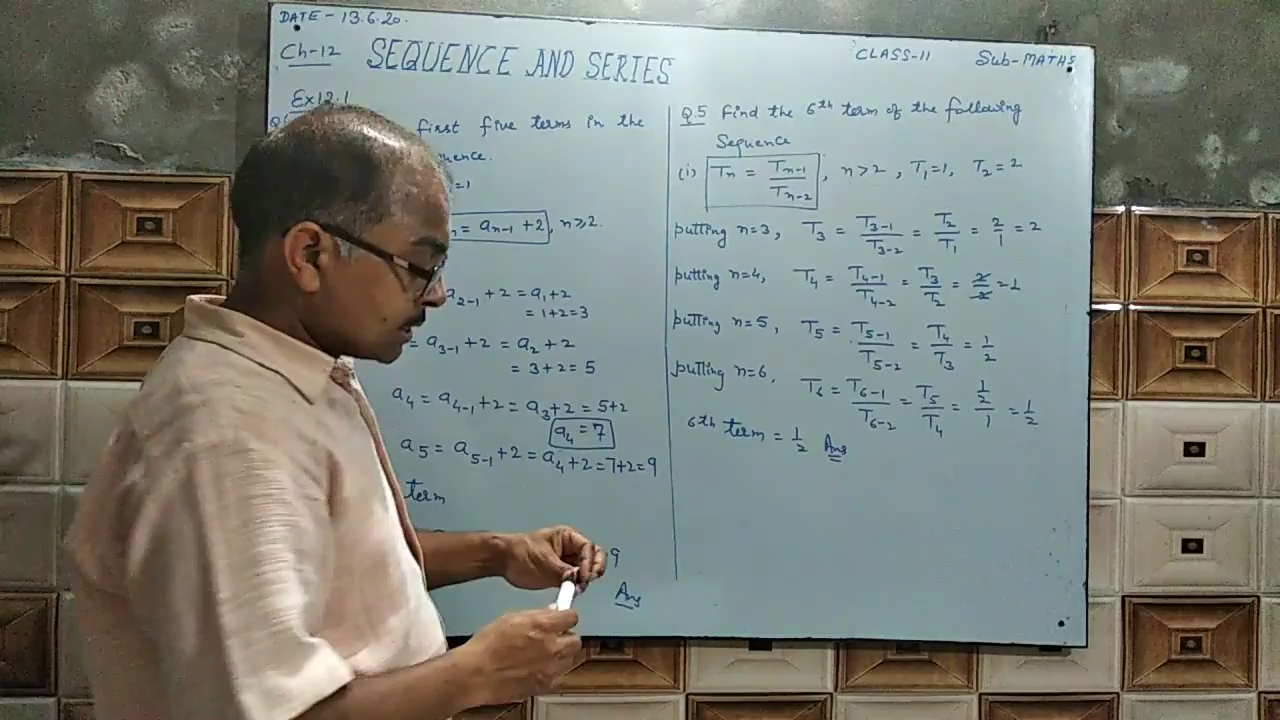 DATE - 13.6.20.
Ch-12 SEQUENCE AND SERIES CLASS-11 Sub-MATHS
Ex 12.1
first five terms in the
uence.
=1
n = an-1 + 2, n ≥ 2.
a2-1 + 2 = a1 + 2
= 1+2 = 3
= a3-1 + 2 = a2 + 2
= 3 + 2 = 5
a4 = a4-1 + 2 = a3 + 2 = 5+2
a4 = 7
a5 = a5-1 + 2 = a4 + 2 = 7+2 = 9
term
9
Ans
Q.5 Find the 6th term of the following
Sequence
(i) Tn = Tn-1/Tn-2, n > 2, T1 = 1, T2 = 2
putting n=3, T3 = T3-1/T3-2 = T2/T1 = 2/1 = 2
putting n=4, T4 = T4-1/T4-2 = T3/T2 = 2/2 = 1
putting n=5, T5 = T5-1/T5-2 = T4/T3 = 1/2
putting n=6, T6 = T6-1/T6-2 = T5/T4 = 1/2/1 = 1/2
6th term = 1/2 Ans